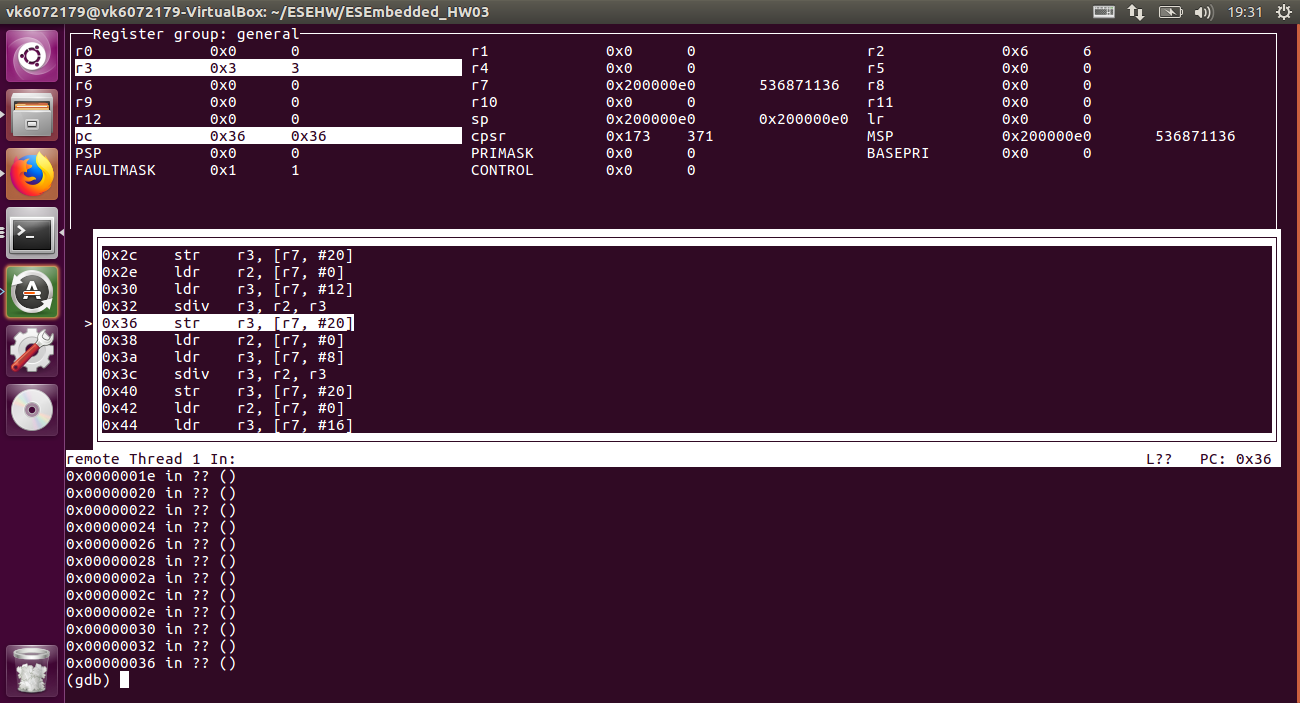 vk6072179@vk6072179-VirtualBox: ~/ESEHW/ESEmbedded_HW03 19:31
Register group: general
r0 0x0 0 r1 0x0 0 r2 0x6 6
r3 0x3 3 r4 0x0 0 r5 0x0 0
r6 0x0 0 r7 0x200000e0 536871136 r8 0x0 0
r9 0x0 0 r10 0x0 0 r11 0x0 0
r12 0x0 0 sp 0x200000e0 0x200000e0 lr 0x0 0
pc 0x36 0x36 cpsr 0x173 371 MSP 0x200000e0 536871136
PSP 0x0 0 PRIMASK 0x0 0 BASEPRI 0x0 0
FAULTMASK 0x1 1 CONTROL 0x0 0
0x2c str r3, [r7, #20]
0x2e ldr r2, [r7, #0]
0x30 ldr r3, [r7, #12]
0x32 sdiv r3, r2, r3
>0x36 str r3, [r7, #20]
0x38 ldr r2, [r7, #0]
0x3a ldr r3, [r7, #8]
0x3c sdiv r3, r2, r3
0x40 str r3, [r7, #20]
0x42 ldr r2, [r7, #0]
0x44 ldr r3, [r7, #16]
remote Thread 1 In: L?? PC: 0x36
0x0000001e in ?? ()
0x00000020 in ?? ()
0x00000022 in ?? ()
0x00000024 in ?? ()
0x00000026 in ?? ()
0x00000028 in ?? ()
0x0000002a in ?? ()
0x0000002c in ?? ()
0x0000002e in ?? ()
0x00000030 in ?? ()
0x00000032 in ?? ()
0x00000036 in ?? ()
(gdb)